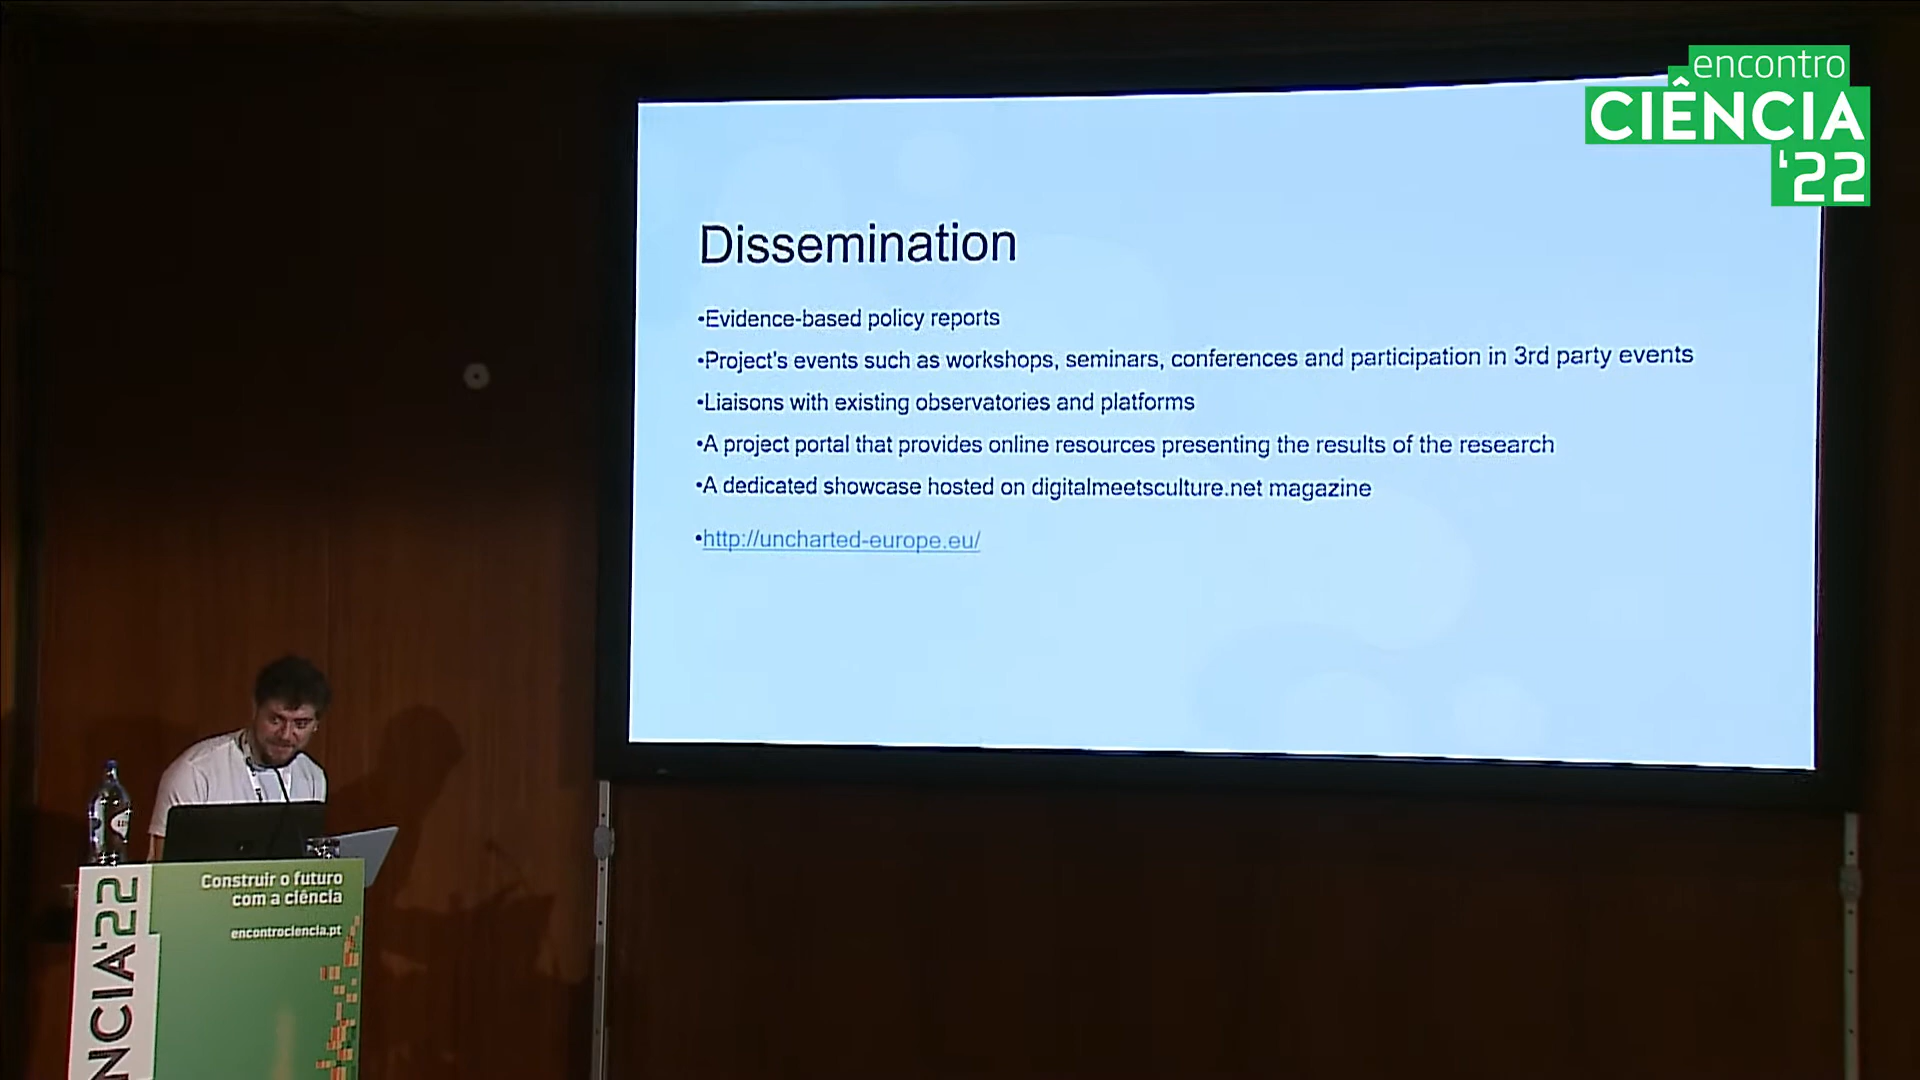 encontro
CIÊNCIA
'22
Dissemination
•Evidence-based policy reports
•Project's events such as workshops, seminars, conferences and participation in 3rd party events
•Liaisons with existing observatories and platforms
•A project portal that provides online resources presenting the results of the research
•A dedicated showcase hosted on digitalmeetsculture.net magazine
•http://uncharted-europe.eu/
Construir o futuro
com a ciência
encontrociencia.pt
NCIA'22